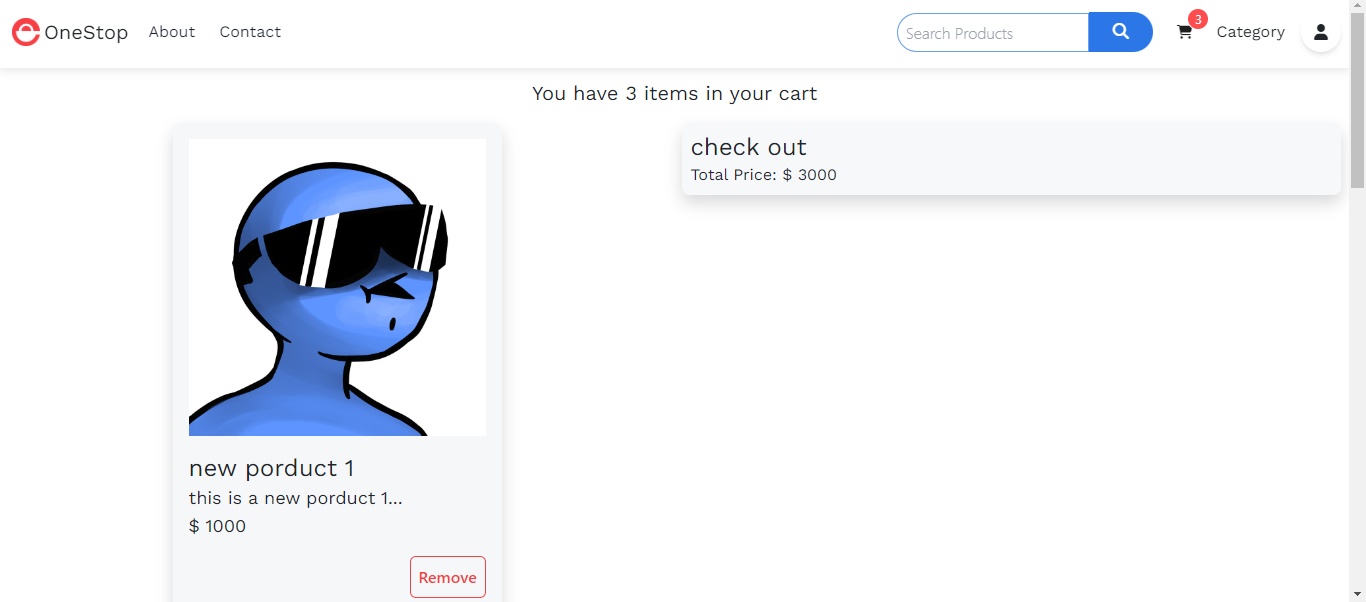 OneStop About Contact Search Products 3 Category
You have 3 items in your cart
check out
Total Price: $ 3000
new porduct 1
this is a new porduct 1...
$ 1000
Remove